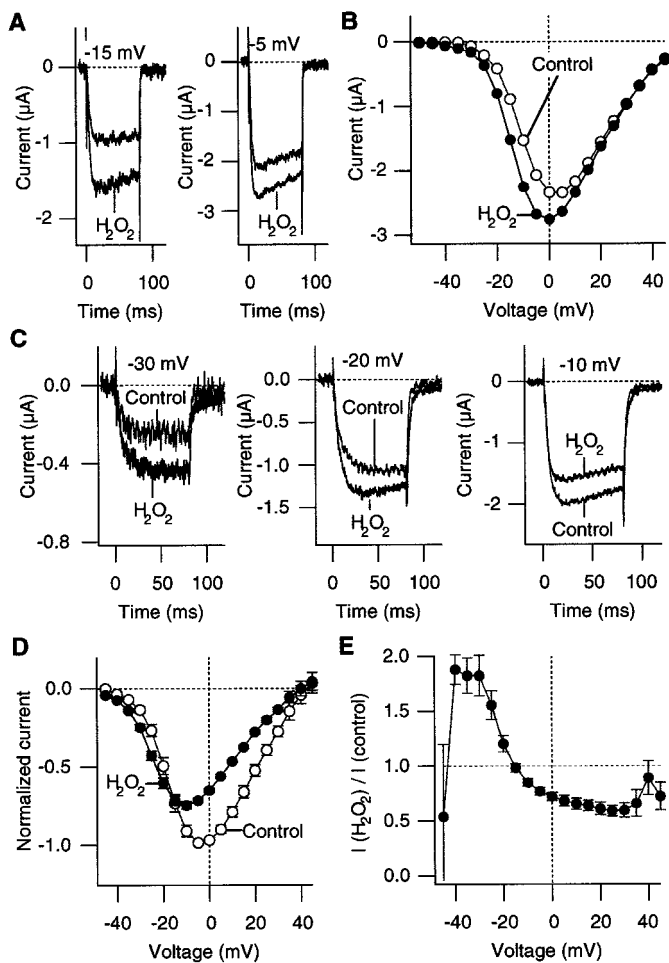 A
-15 mV
-5 mV
Current (µA)
0
-1
-2
H2O2
0
100
Time (ms)
Current (µA)
0
-1
-2
-3
H2O2
0
100
Time (ms)
B
Current (µA)
0
-1
-2
-3
Control
H2O2
-40
-20
0
20
40
Voltage (mV)
C
-30 mV
Current (µA)
0.0
-0.4
-0.8
Control
H2O2
0
50
100
Time (ms)
-20 mV
Current (µA)
0.0
-0.5
-1.0
-1.5
Control
H2O2
0
50
100
Time (ms)
-10 mV
Current (µA)
0
-1
-2
H2O2
Control
0
50
100
Time (ms)
D
Normalized current
0.0
-0.5
-1.0
H2O2
Control
-40
-20
0
20
40
Voltage (mV)
E
I (H2O2) / I (control)
2.0
1.5
1.0
0.5
0.0
-40
-20
0
20
40
Voltage (mV)